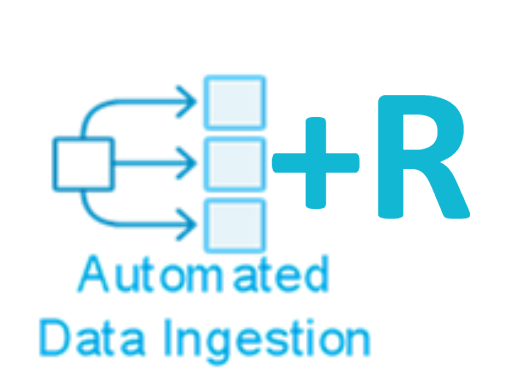 +R
Automated
Data Ingestion